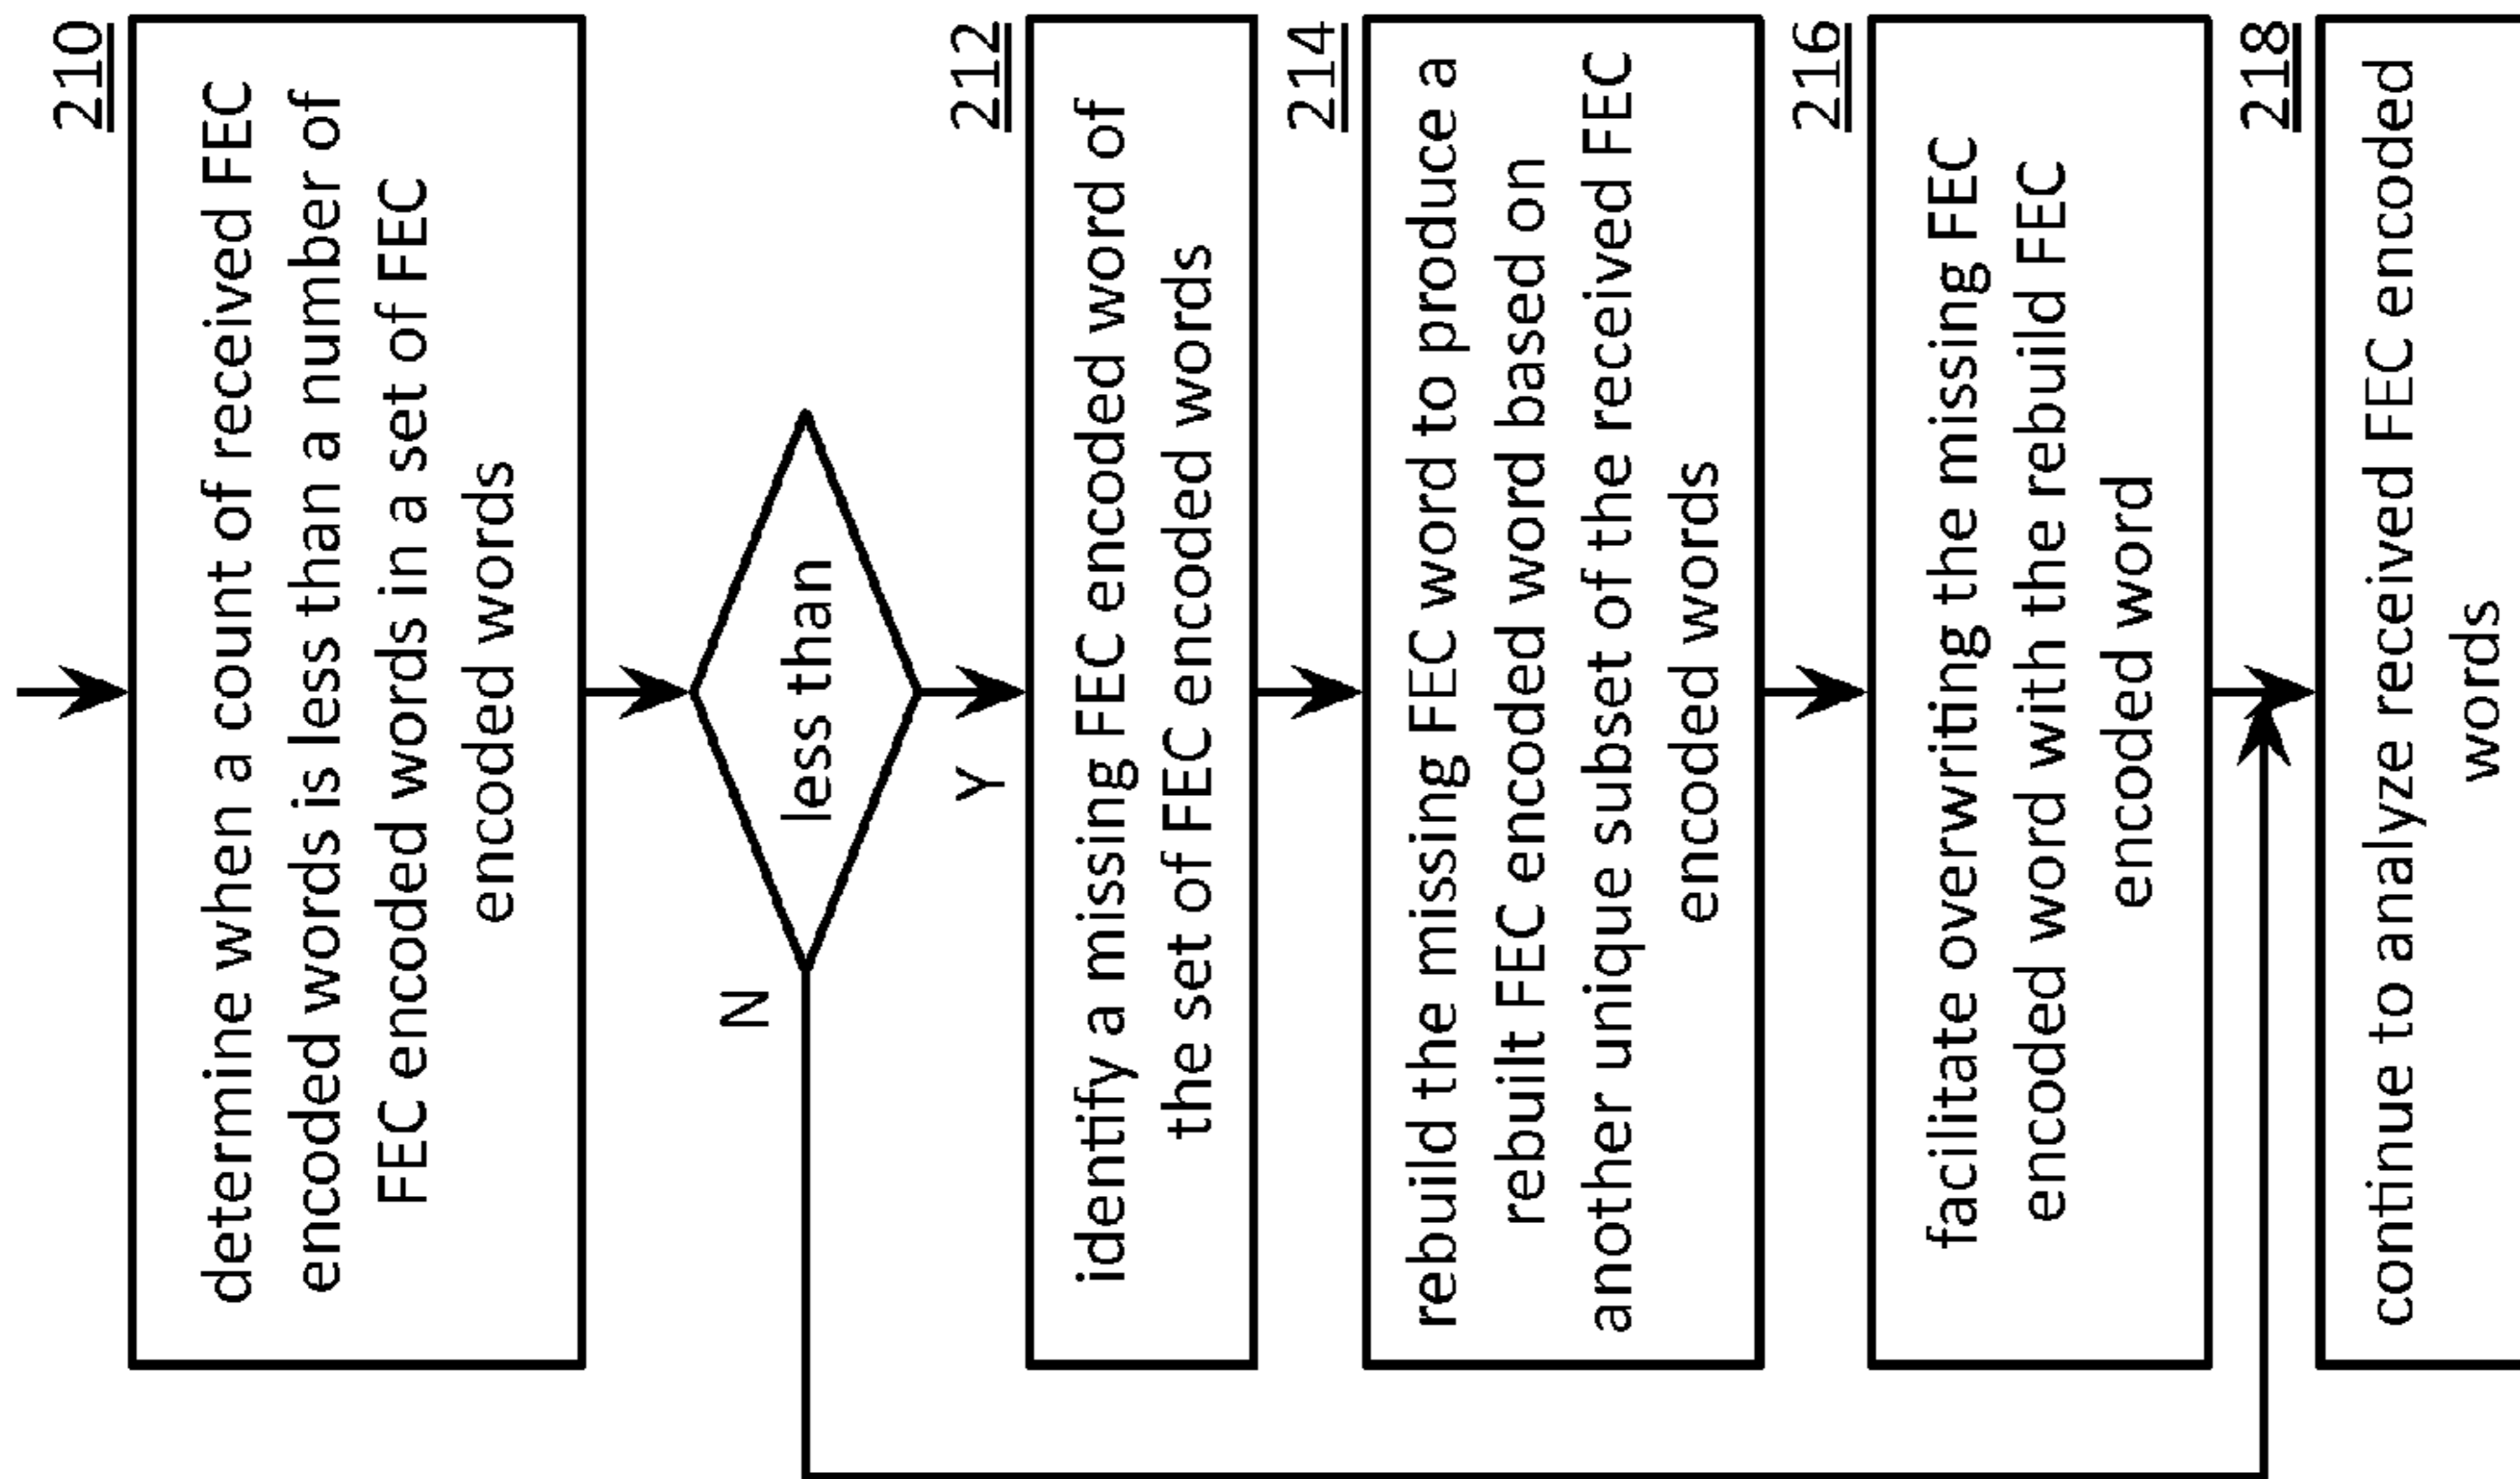 210
determine when a count of received FEC
encoded words is less than a number of
FEC encoded words in a set of FEC
encoded words
less than
N
Y
212
identify a missing FEC encoded word of
the set of FEC encoded words
214
rebuild the missing FEC word to produce a
rebuilt FEC encoded word based on
another unique subset of the received FEC
encoded words
216
facilitate overwriting the missing FEC
encoded word with the rebuild FEC
encoded word
218
continue to analyze received FEC encoded
words